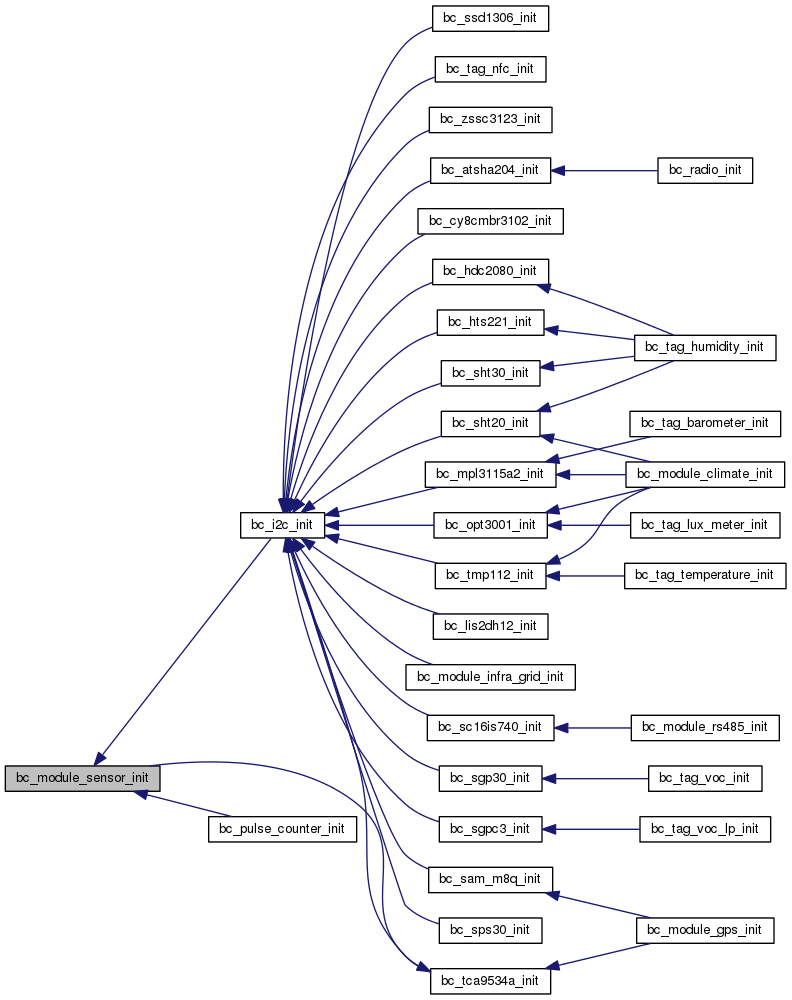 bc_ssd1306_init
bc_tag_nfc_init
bc_zssc3123_init
bc_atsha204_init
bc_radio_init
bc_cy8cmbr3102_init
bc_hdc2080_init
bc_hts221_init
bc_tag_humidity_init
bc_sht30_init
bc_sht20_init
bc_tag_barometer_init
bc_mpl3115a2_init
bc_module_climate_init
bc_i2c_init
bc_opt3001_init
bc_tag_lux_meter_init
bc_tmp112_init
bc_tag_temperature_init
bc_lis2dh12_init
bc_module_infra_grid_init
bc_sc16is740_init
bc_module_rs485_init
bc_module_sensor_init
bc_sgp30_init
bc_tag_voc_init
bc_pulse_counter_init
bc_sgpc3_init
bc_tag_voc_lp_init
bc_sam_m8q_init
bc_sps30_init
bc_module_gps_init
bc_tca9534a_init